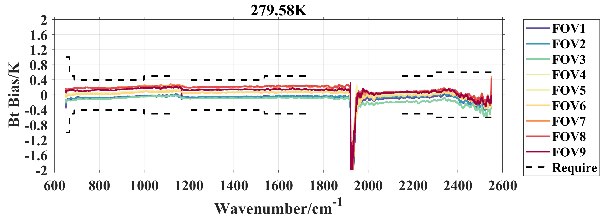 279.58K
2
1.6
1.2
0.8
0.4
0
-0.4
-0.8
-1.2
-1.6
-2
Bt Bias/K
600 800 1000 1200 1400 1600 1800 2000 2200 2400 2600
Wavenumber/cm-1
FOV1
FOV2
FOV3
FOV4
FOV5
FOV6
FOV7
FOV8
FOV9
Require